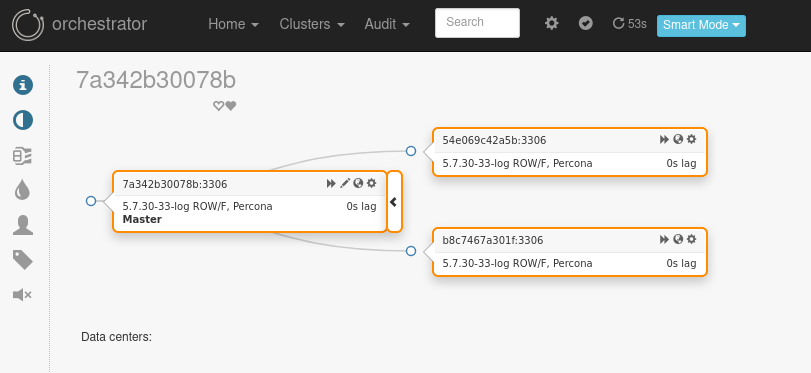 orchestrator Home Clusters Audit Search 53s Smart Mode
7a342b30078b
54e069c42a5b:3306
5.7.30-33-log ROW/F, Percona 0s lag
7a342b30078b:3306
5.7.30-33-log ROW/F, Percona 0s lag
Master
b8c7467a301f:3306
5.7.30-33-log ROW/F, Percona 0s lag
Data centers: